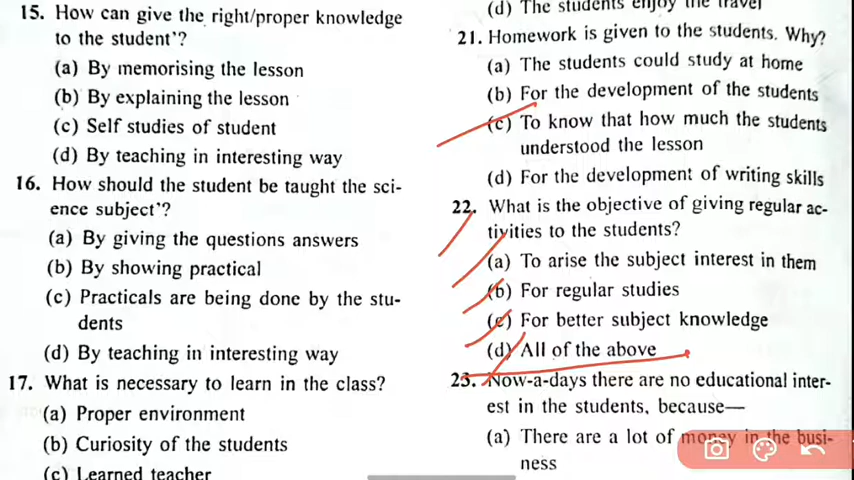 15. How can give the right/proper knowledge
to the student'?
(a) By memorising the lesson
(b) By explaining the lesson
(c) Self studies of student
(d) By teaching in interesting way
16. How should the student be taught the sci-
ence subject'?
(a) By giving the questions answers
(b) By showing practical
(c) Practicals are being done by the stu-
dents
(d) By teaching in interesting way
17. What is necessary to learn in the class?
(a) Proper environment
(b) Curiosity of the students
(c) Learned teacher
(d) The students enjoy the travel
21. Homework is given to the students. Why?
(a) The students could study at home
(b) For the development of the students
(c) To know that how much the students
understood the lesson
(d) For the development of writing skills
22. What is the objective of giving regular ac-
tivities to the students?
(a) To arise the subject interest in them
(b) For regular studies
(c) For better subject knowledge
(d) All of the above
23. Now-a-days there are no educational inter-
est in the students, because—
(a) There are a lot of money in the busi-
ness